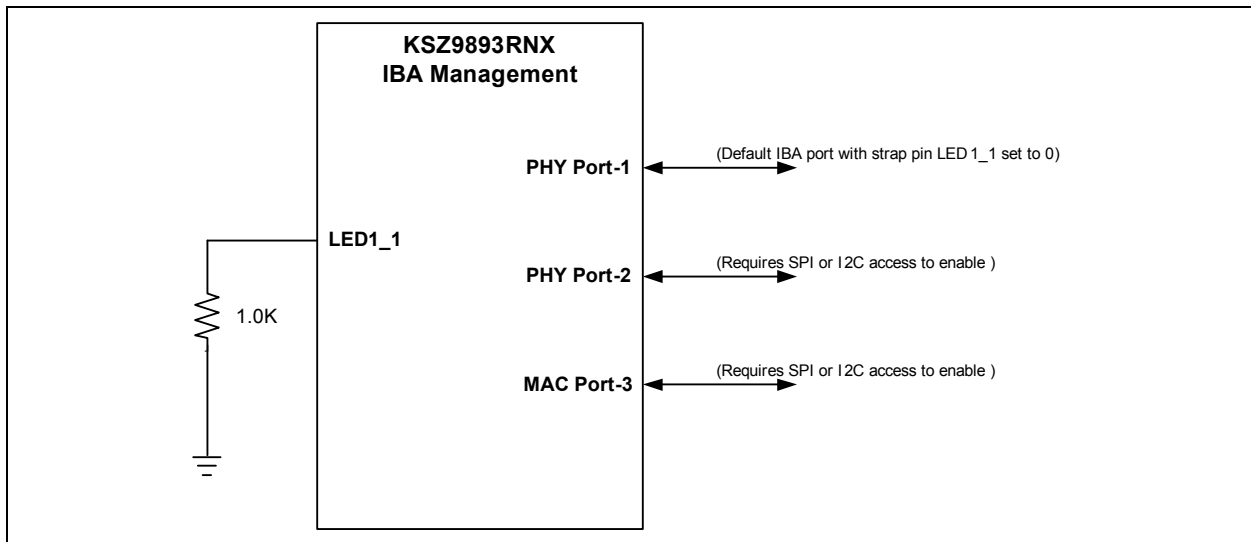 KSZ9893RNX
IBA Management
PHY Port-1
(Default IBA port with strap pin LED1_1 set to 0)
LED1_1
PHY Port-2
(Requires SPI or I2C access to enable )
1.0K
MAC Port-3
(Requires SPI or I2C access to enable )